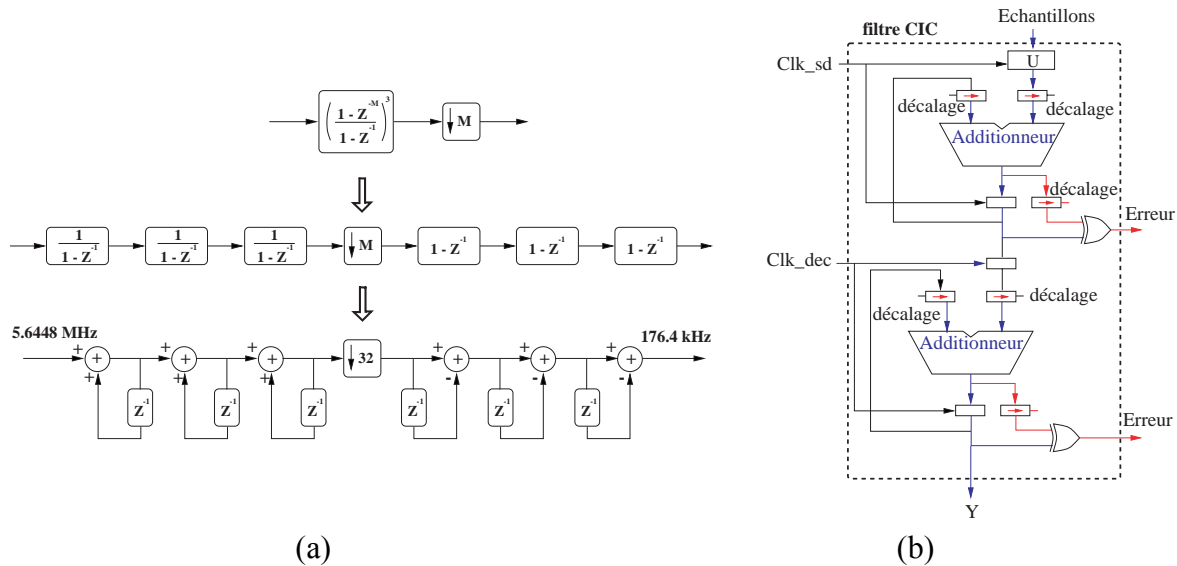 ( (1 - Z^-M) / (1 - Z^-1) )^3
↓ M
1 / (1 - Z^-1)
1 / (1 - Z^-1)
1 / (1 - Z^-1)
↓ M
1 - Z^-1
1 - Z^-1
1 - Z^-1
5.6448 MHz
176.4 kHz
+ + +
+ + +
+ + +
↓ 32
+ + -
+ + -
+ + -
Z^-1
Z^-1
Z^-1
Z^-1
Z^-1
Z^-1
(a)
Echantillons
filtre CIC
Clk_sd
U
décalage
décalage
Additionneur
décalage
Erreur
Clk_dec
décalage
décalage
Additionneur
Erreur
Y
(b)